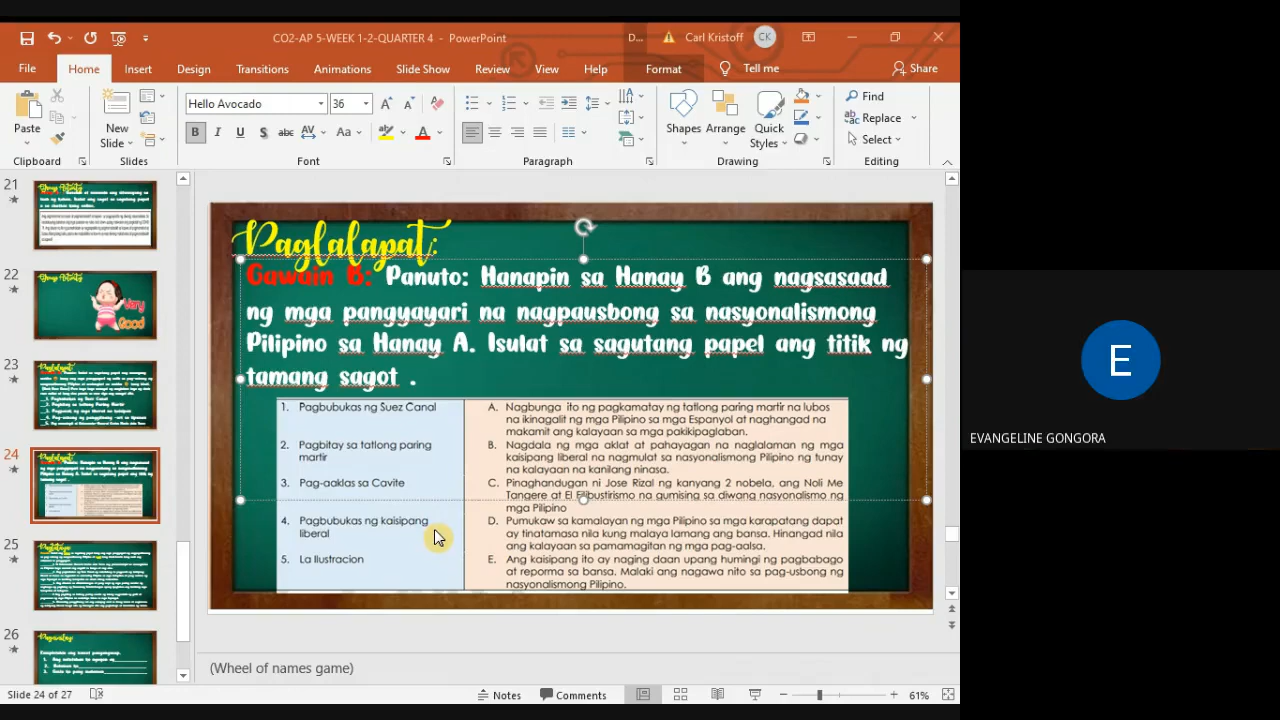 CO2-AP 5-WEEK 1-2-QUARTER 4 - PowerPoint
D...
Carl Kristoff
CK
File
Home
Insert
Design
Transitions
Animations
Slide Show
Review
View
Help
Format
Tell me
Share
Paste
New
Slide
Hello Avocado
36
Shapes
Arrange
Quick
Styles
Find
Replace
Select
Clipboard
Slides
Font
Paragraph
Drawing
Editing
21
22
Very
Good
23
24
25
26
Paglalapat:
Gawain B: Panuto: Hanapin sa Hanay B ang nagsasaad
ng mga pangyayari na nagpausbong sa nasyonalismong
Pilipino sa Hanay A. Isulat sa sagutang papel ang titik ng
tamang sagot .
1. Pagbubukas ng Suez Canal
2. Pagbitay sa tatlong paring
martir
3. Pag-aaklas sa Cavite
4. Pagbubukas ng kaisipang
liberal
5. La Ilustracion
A. Nagbunga ito ng pagkamatay ng tatlong paring martir na lubos
na ikinagalit ng mga Pilipino sa mga Espanyol at naghangad na
makamit ang kalayaan sa mga pakikipaglaban.
B. Nagdala ng mga aklat at pahayagan na naglalaman ng mga
kaisipang liberal na nagmulat sa nasyonalismong Pilipino ng tunay
na kalayaan na kanilang ninasa.
C. Pinaghandugan ni Jose Rizal ng kanyang 2 nobela, ang Noli Me
Tangere at El Filibustirismo na gumising sa diwang nasyonalismo ng
mga Pilipino
D. Pumukaw sa kamalayan ng mga Pilipino sa mga karapatang dapat
ay tinatamasa nila kung malaya lamang ang bansa. Hinangad nila
ang kalayaan sa pamamagitan ng mga pag-aalsa.
E. Ang kaisipang ito ay naging daan upang huming ng pagbabago
at reporma sa bansa. Malaki ang nagawa nito sa pag-usbong ng
nasyonalismong Pilipino.
(Wheel of names game)
Slide 24 of 27
Notes
Comments
61%
E
EVANGELINE GONGORA